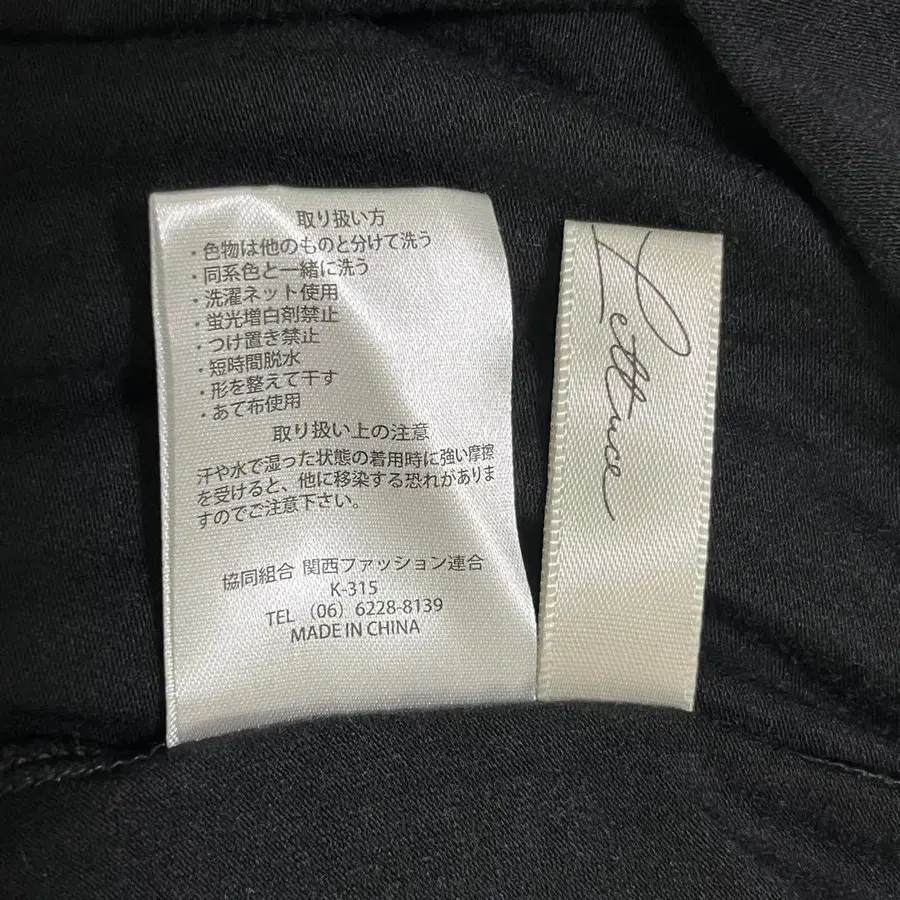 取り扱い方
・色物は他のものと分けて洗う
・同系色と一緒に洗う
・洗濯ネット使用
・蛍光増白剤禁止
・つけ置き禁止
・短時間脱水
・形を整えて干す
・あて布使用
取り扱い上の注意
汗や水で湿った状態の着用時に強い摩擦
を受けると、他に移染する恐れがありま
すのでご注意下さい。
協同組合 関西ファッション連合
K-315
TEL （06）6228-8139
MADE IN CHINA
Lettuce